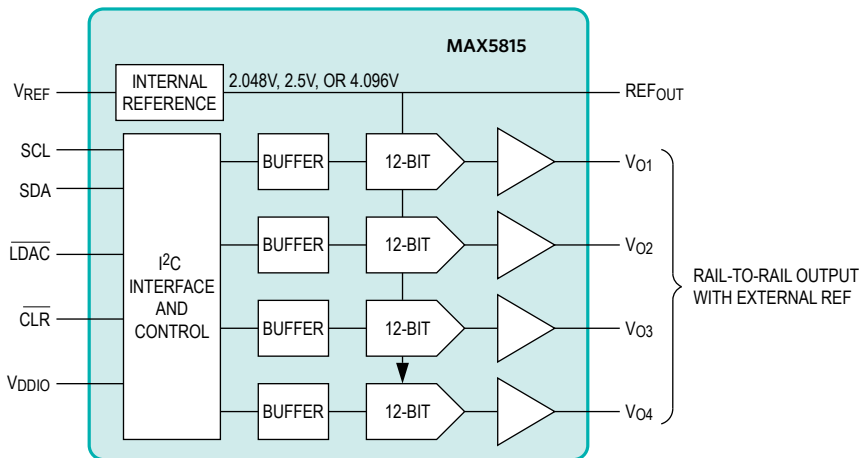 MAX5815
VREF
INTERNAL
REFERENCE
2.048V, 2.5V, OR 4.096V
REFOUT
SCL
SDA
LDAC
CLR
VDDIO
I2C
INTERFACE
AND
CONTROL
BUFFER
12-BIT
VO1
BUFFER
12-BIT
VO2
BUFFER
12-BIT
VO3
BUFFER
12-BIT
VO4
RAIL-TO-RAIL OUTPUT
WITH EXTERNAL REF